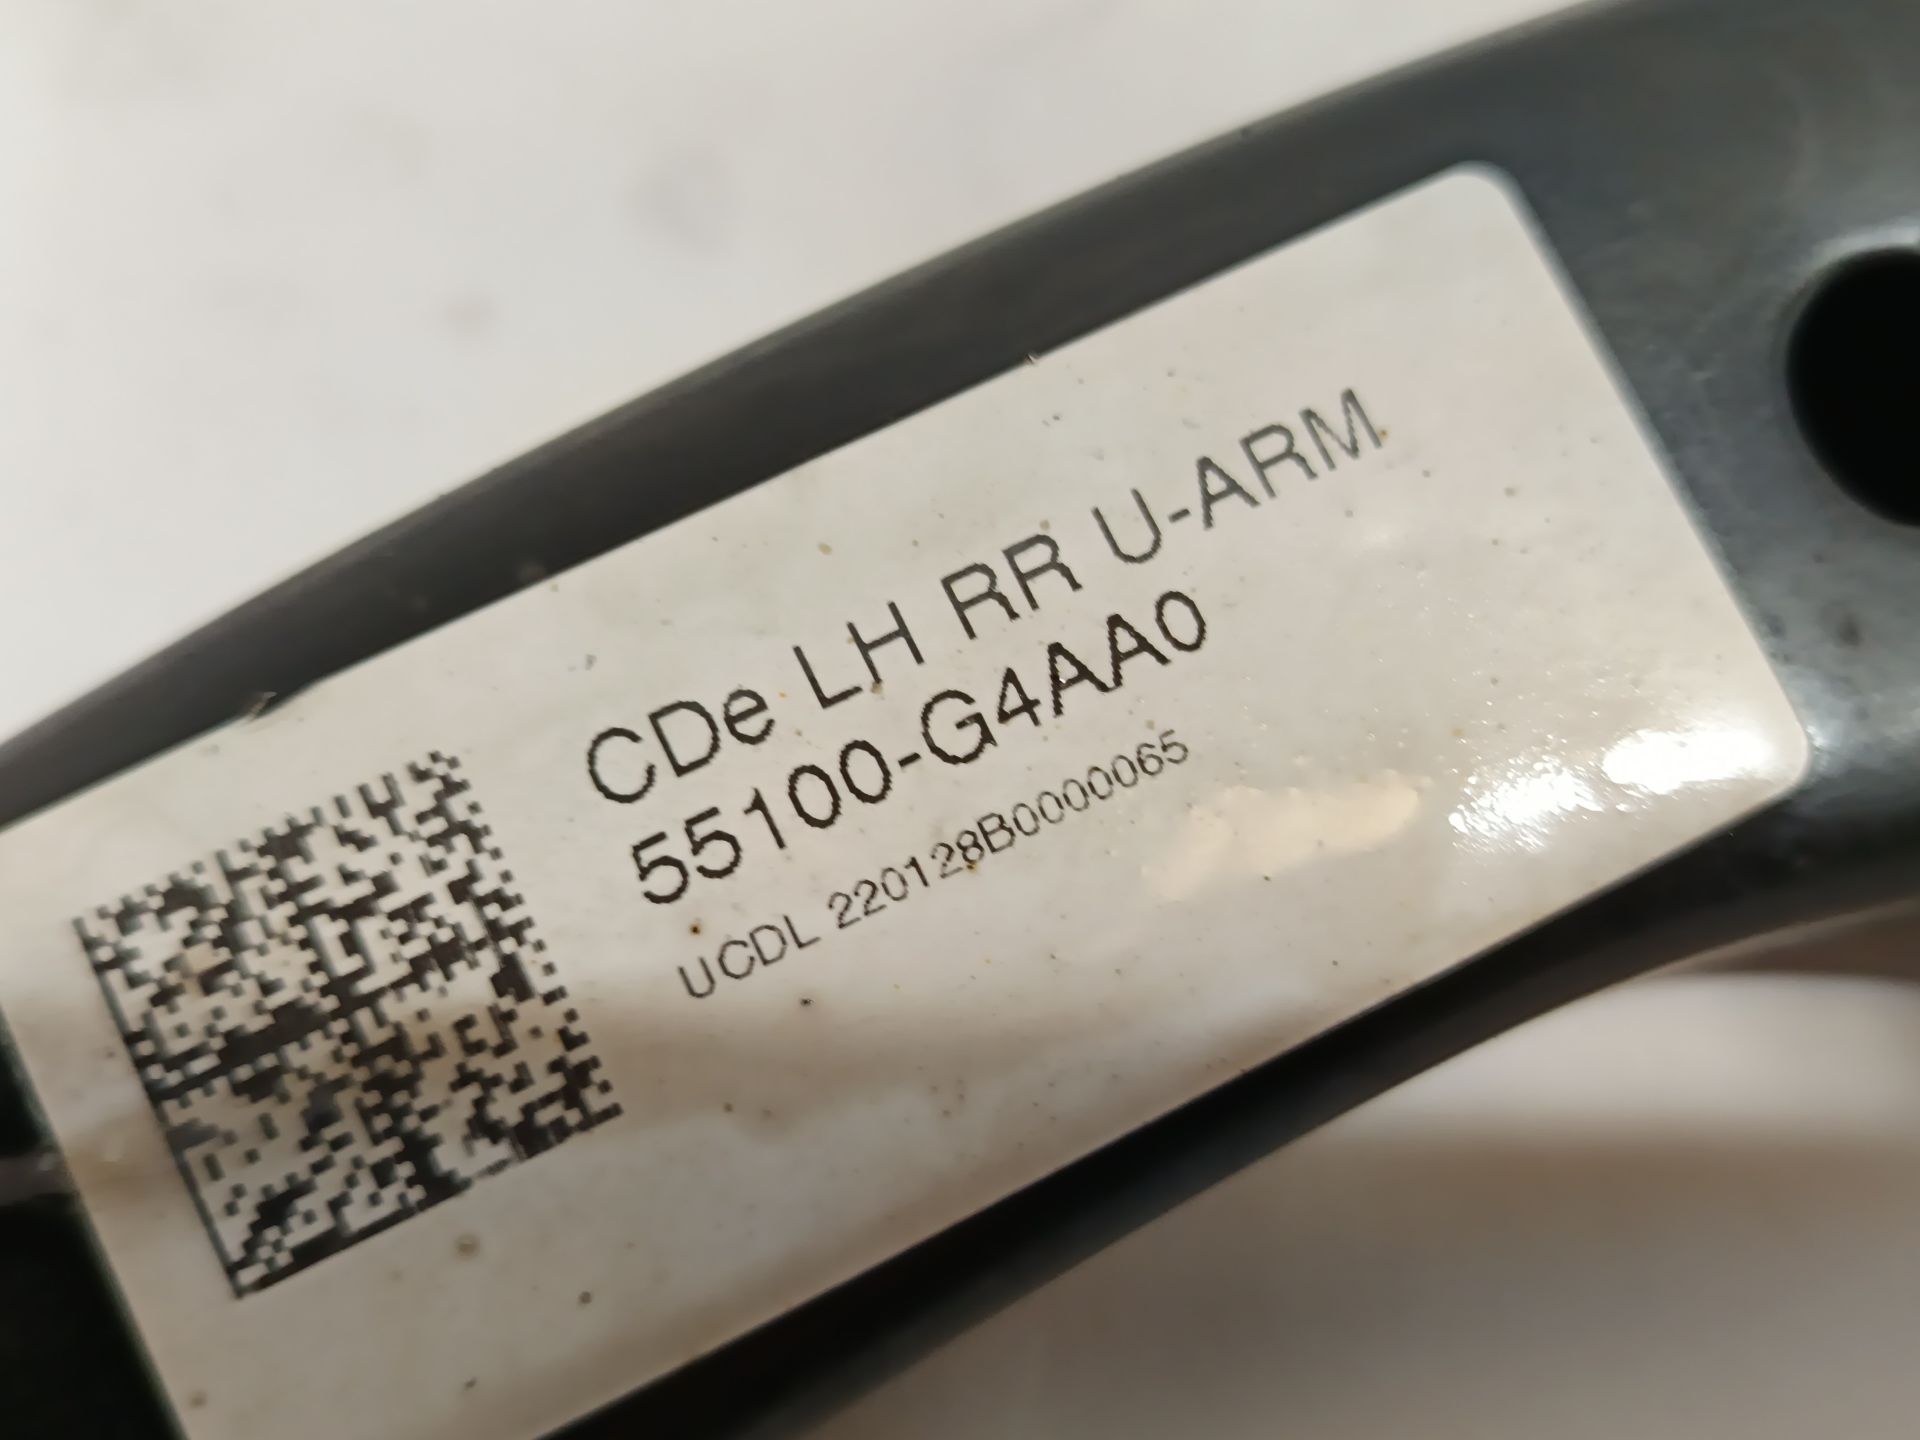 CDe LH RR U-ARM
55100-G4AA0
UCDL 220128B0000065